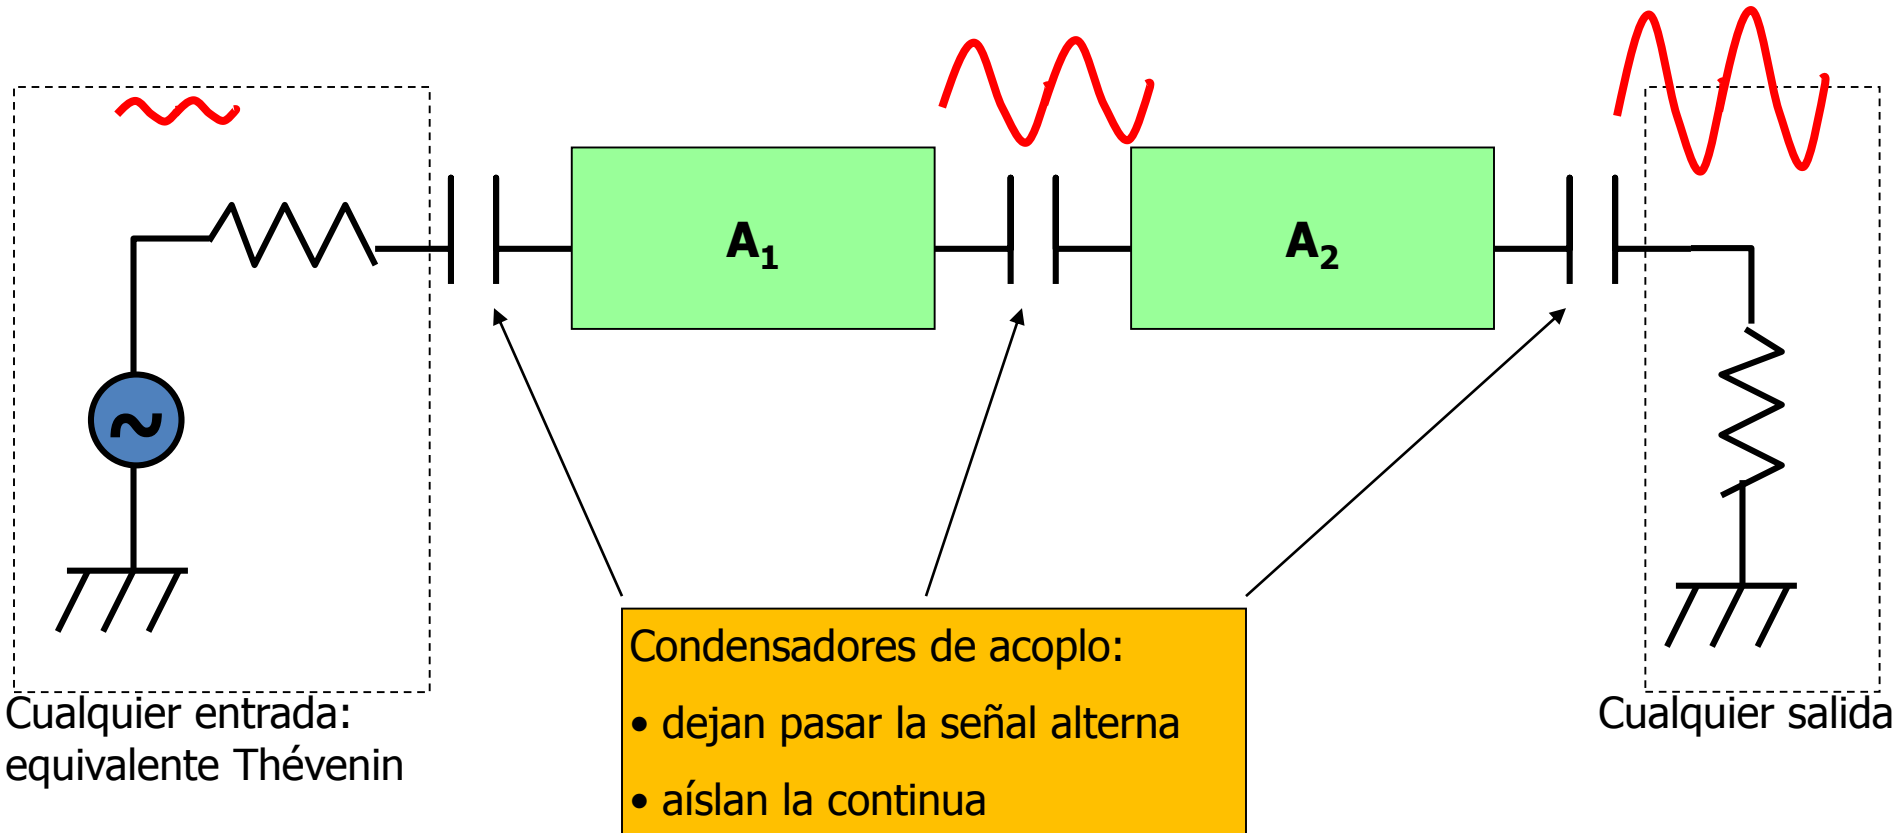 A₁
A₂
~
Condensadores de acoplo:
• dejan pasar la señal alterna
• aíslan la continua
Cualquier entrada:
equivalente Thévenin
Cualquier salida